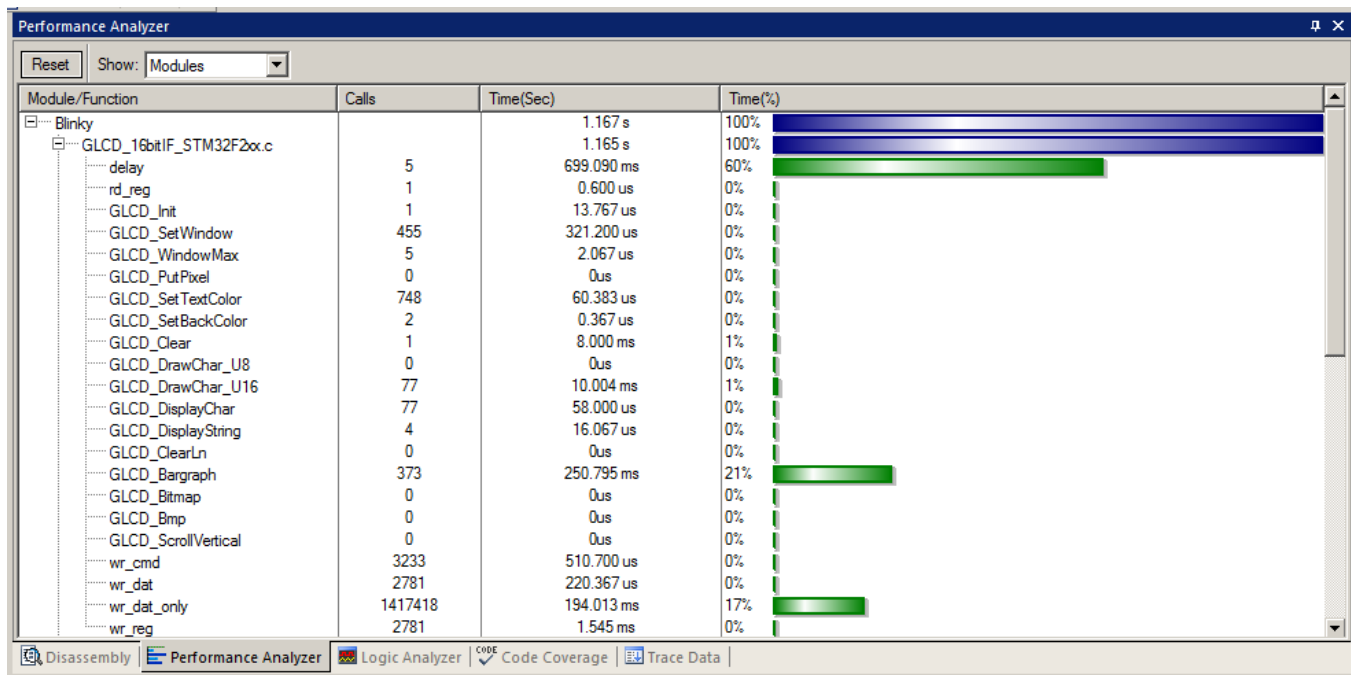 Performance Analyzer
Reset Show: Modules
Module/Function Calls Time(Sec) Time(%)
Blinky 1.167 s 100%
GLCD_16bitIF_STM32F2xx.c 1.165 s 100%
delay 5 699.090 ms 60%
rd_reg 1 0.600 us 0%
GLCD_Init 1 13.767 us 0%
GLCD_SetWindow 455 321.200 us 0%
GLCD_WindowMax 5 2.067 us 0%
GLCD_PutPixel 0 0us 0%
GLCD_SetTextColor 748 60.383 us 0%
GLCD_SetBackColor 2 0.367 us 0%
GLCD_Clear 1 8.000 ms 1%
GLCD_DrawChar_U8 0 0us 0%
GLCD_DrawChar_U16 77 10.004 ms 1%
GLCD_DisplayChar 77 58.000 us 0%
GLCD_DisplayString 4 16.067 us 0%
GLCD_ClearLn 0 0us 0%
GLCD_Bargraph 373 250.795 ms 21%
GLCD_Bitmap 0 0us 0%
GLCD_Bmp 0 0us 0%
GLCD_ScrollVertical 0 0us 0%
wr_cmd 3233 510.700 us 0%
wr_dat 2781 220.367 us 0%
wr_dat_only 1417418 194.013 ms 17%
wr_reg 2781 1.545 ms 0%
Disassembly Performance Analyzer Logic Analyzer CODE Code Coverage Trace Data